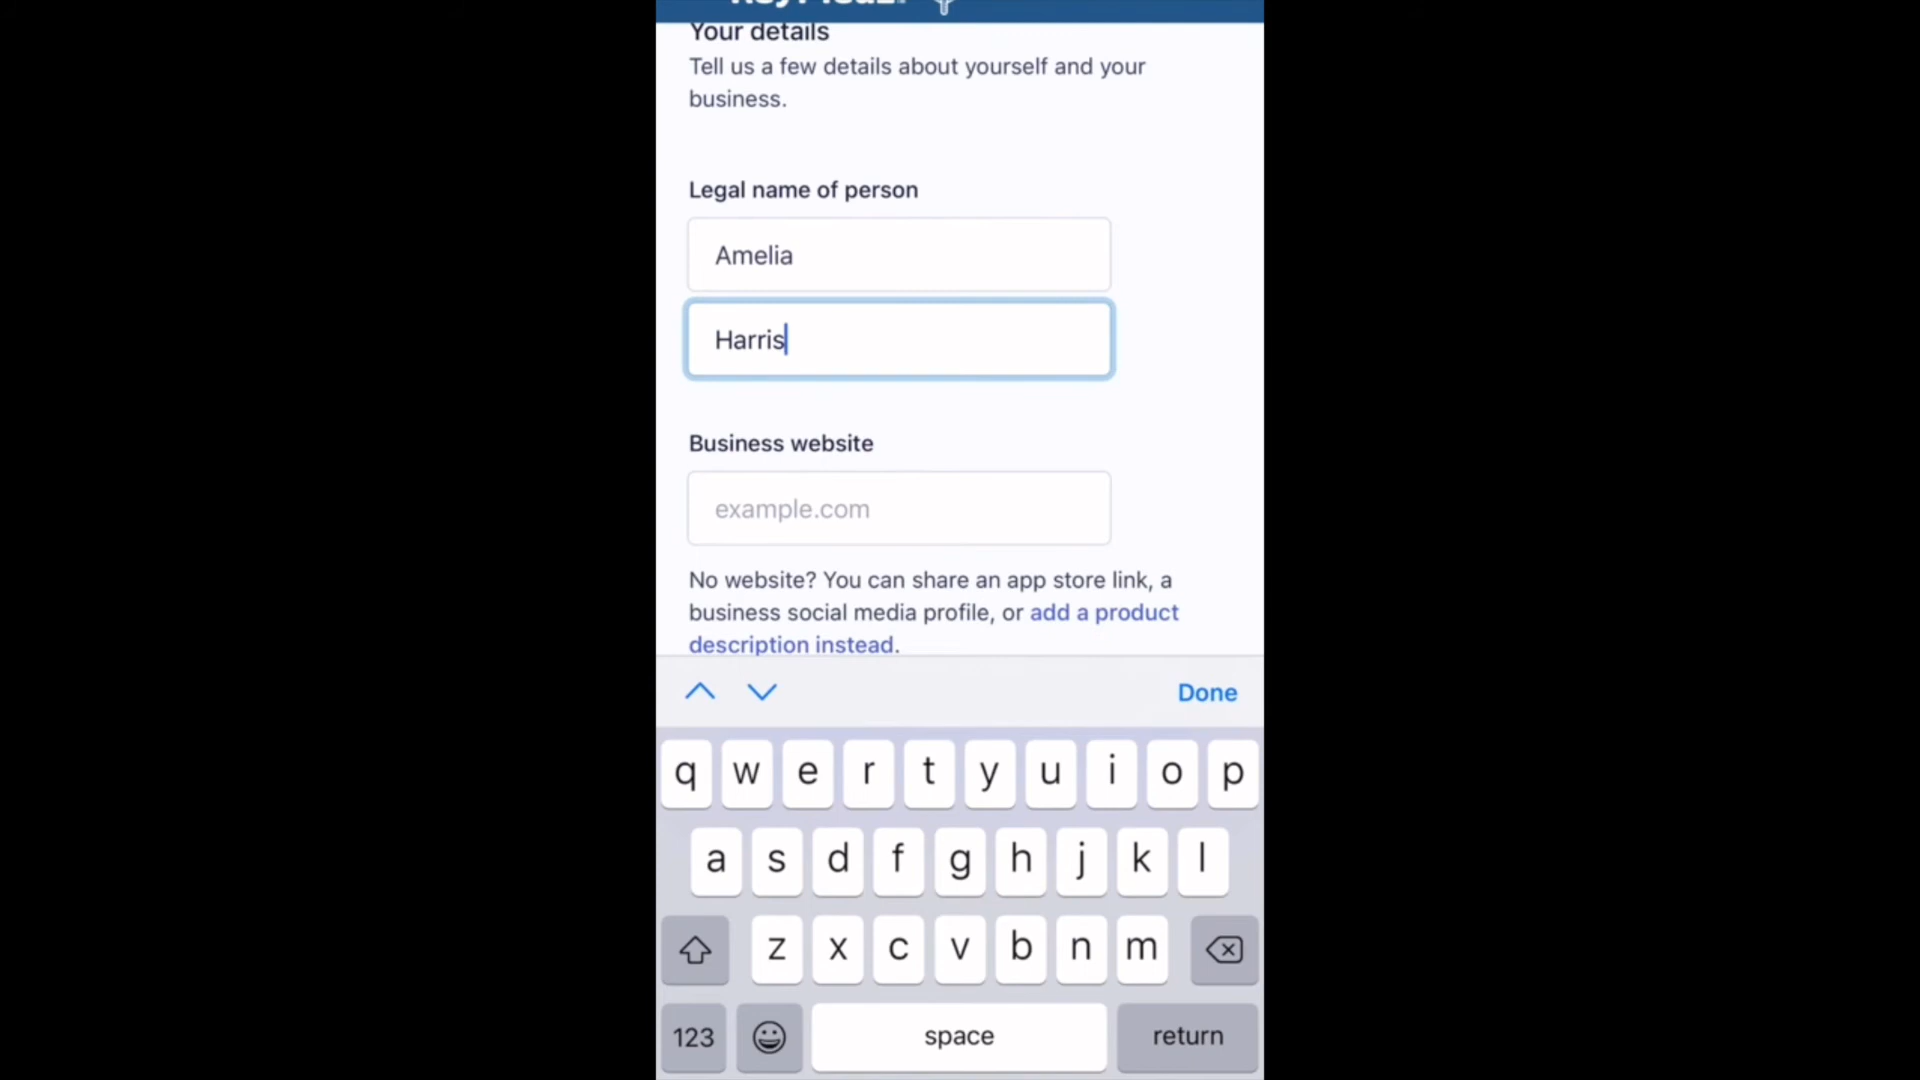 Your details
Tell us a few details about yourself and your
business.
Legal name of person
Amelia
Harris
Business website
example.com
No website? You can share an app store link, a
business social media profile, or add a product
description instead.
Done
q w e r t y u i o p
a s d f g h j k l
z x c v b n m
123 space return